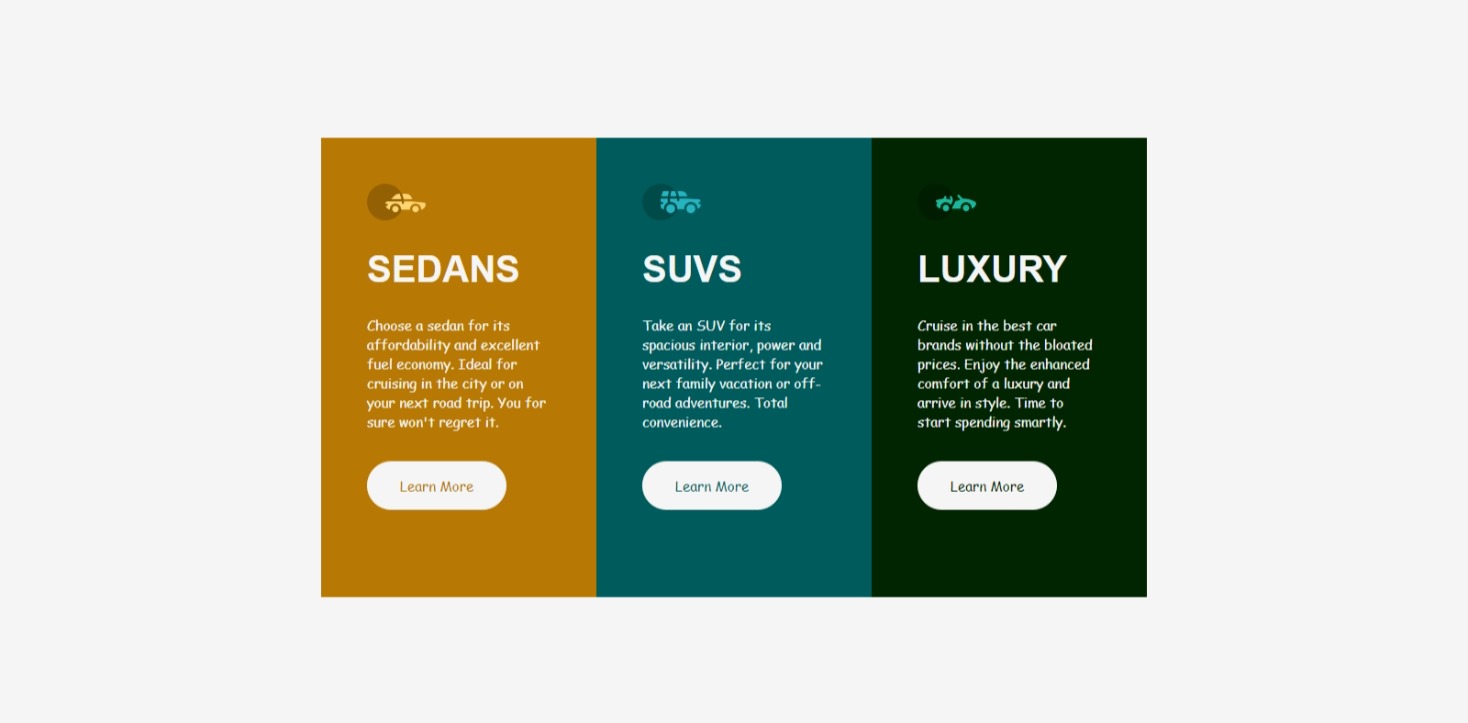 SEDANS
Choose a sedan for its
affordability and excellent
fuel economy. Ideal for
cruising in the city or on
your next road trip. You for
sure won't regret it.
Learn More
SUVS
Take an SUV for its
spacious interior, power and
versatility. Perfect for your
next family vacation or off-
road adventures. Total
convenience.
Learn More
LUXURY
Cruise in the best car
brands without the bloated
prices. Enjoy the enhanced
comfort of a luxury and
arrive in style. Time to
start spending smartly.
Learn More